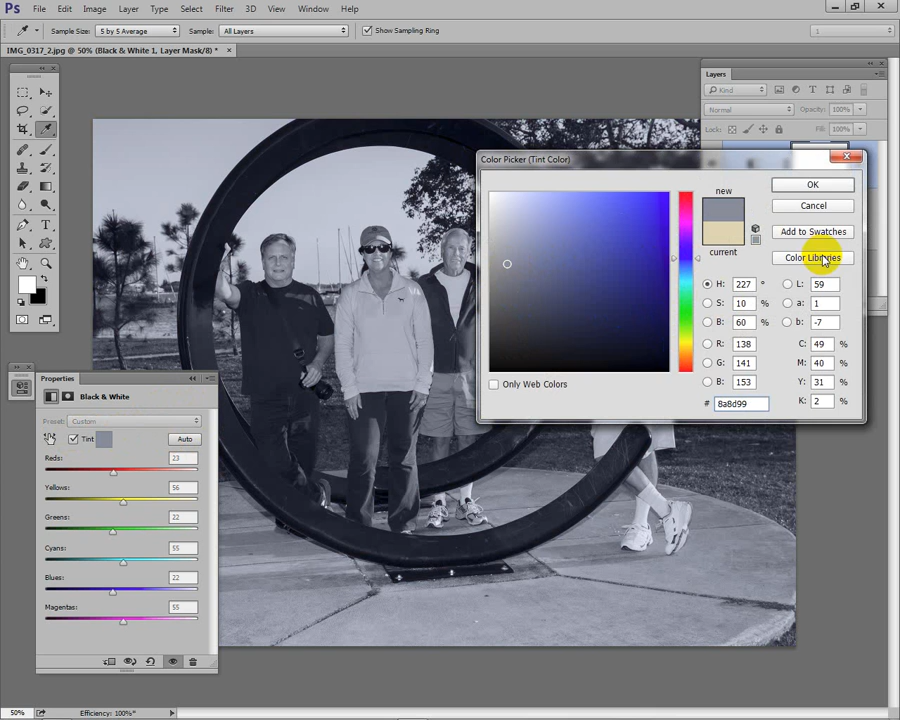 Ps File Edit Image Layer Type Select Filter 3D View Window Help
Sample Size: 5 by 5 Average Sample: All Layers Show Sampling Ring 1
IMG_0317_2.jpg @ 50% (Black & White 1, Layer Mask/8) * ×
Layers
Kind
Normal Opacity: 100%
Lock: Fill: 100%
Color Picker (Tint Color)
new
current
OK
Cancel
Add to Swatches
Color Libraries
H: 227 °
S: 10 %
B: 60 %
R: 138
G: 141
B: 153
# 8a8d99
L: 59
a: 1
b: -7
C: 49 %
M: 40 %
Y: 31 %
K: 2 %
Only Web Colors
Properties
Black & White
Preset: Custom
Tint Auto
Reds: 23
Yellows: 56
Greens: 22
Cyans: 55
Blues: 22
Magentas: 55
50% Efficiency: 100%*